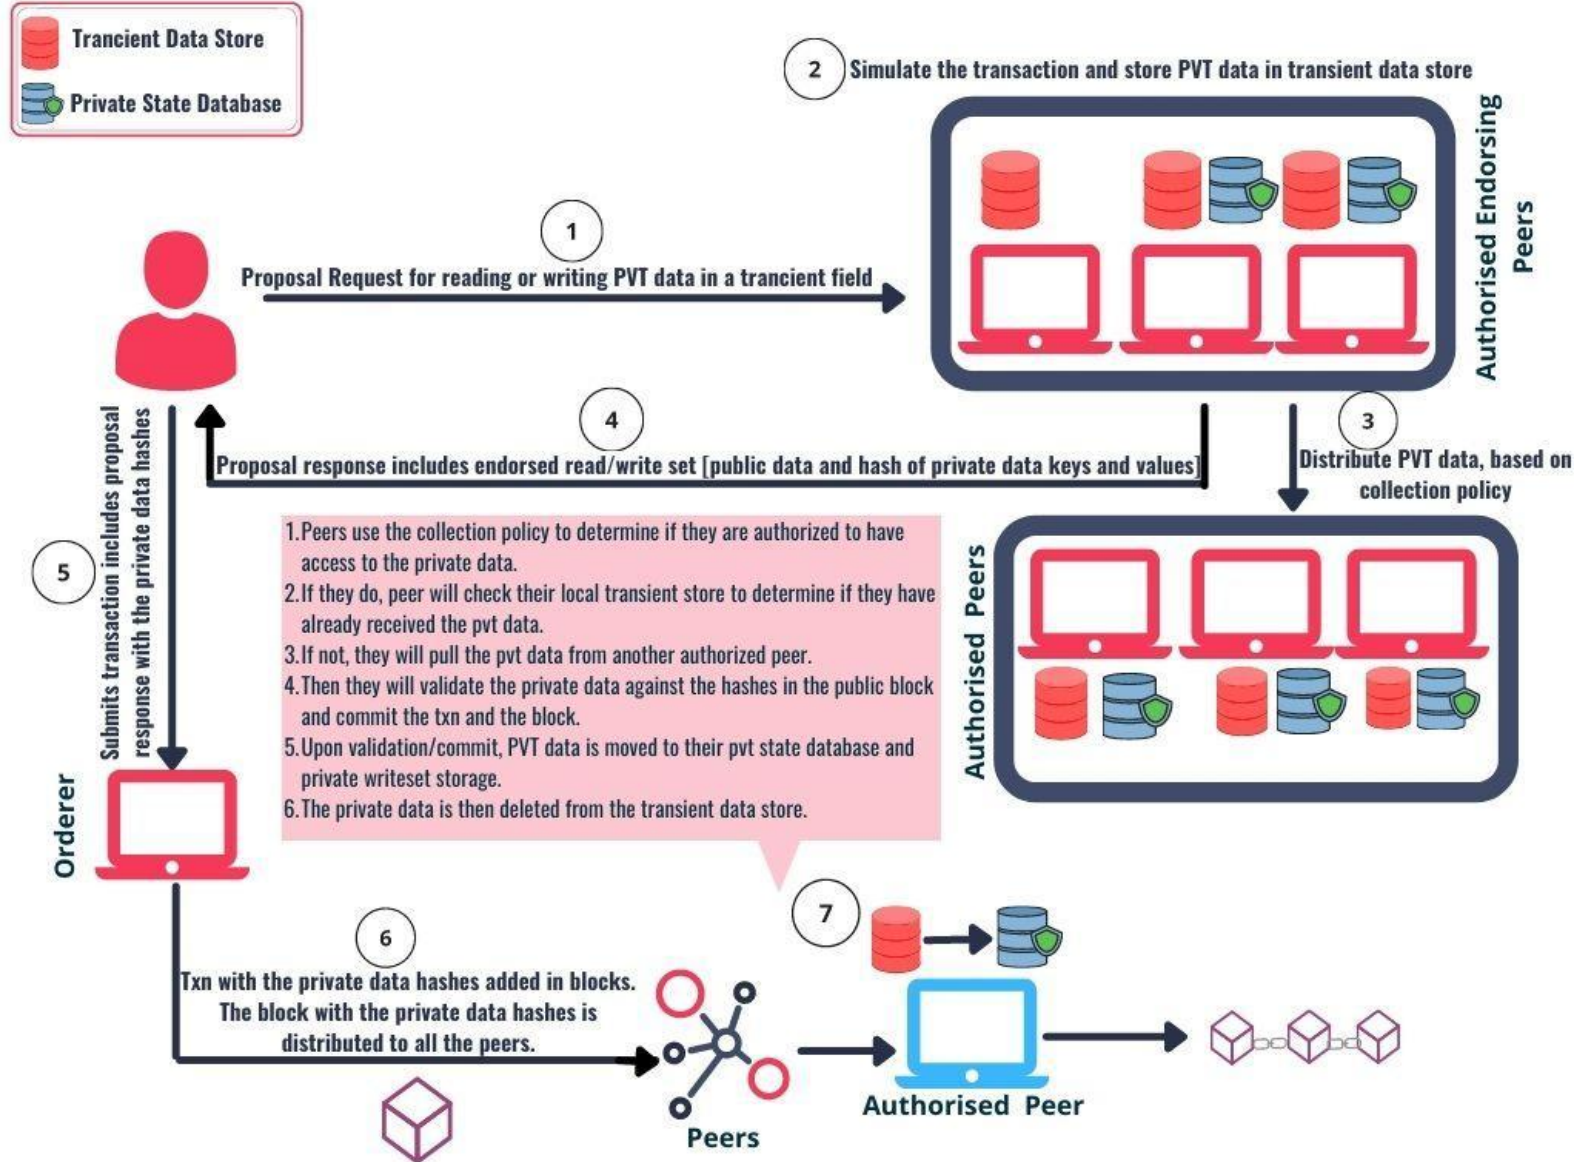 Trancient Data Store
Private State Database
2
Simulate the transaction and store PVT data in transient data store
Authorised Endorsing
Peers
1
Proposal Request for reading or writing PVT data in a trancient field
4
Proposal response includes endorsed read/write set [public data and hash of private data keys and values]
3
Distribute PVT data, based on
collection policy
5
Submits transaction includes proposal
response with the private data hashes
1.Peers use the collection policy to determine if they are authorized to have
access to the private data.
2.If they do, peer will check their local transient store to determine if they have
already received the pvt data.
3.If not, they will pull the pvt data from another authorized peer.
4.Then they will validate the private data against the hashes in the public block
and commit the txn and the block.
5.Upon validation/commit, PVT data is moved to their pvt state database and
private writeset storage.
6.The private data is then deleted from the transient data store.
Authorised Peers
Orderer
6
Txn with the private data hashes added in blocks.
The block with the private data hashes is
distributed to all the peers.
Peers
7
Authorised Peer